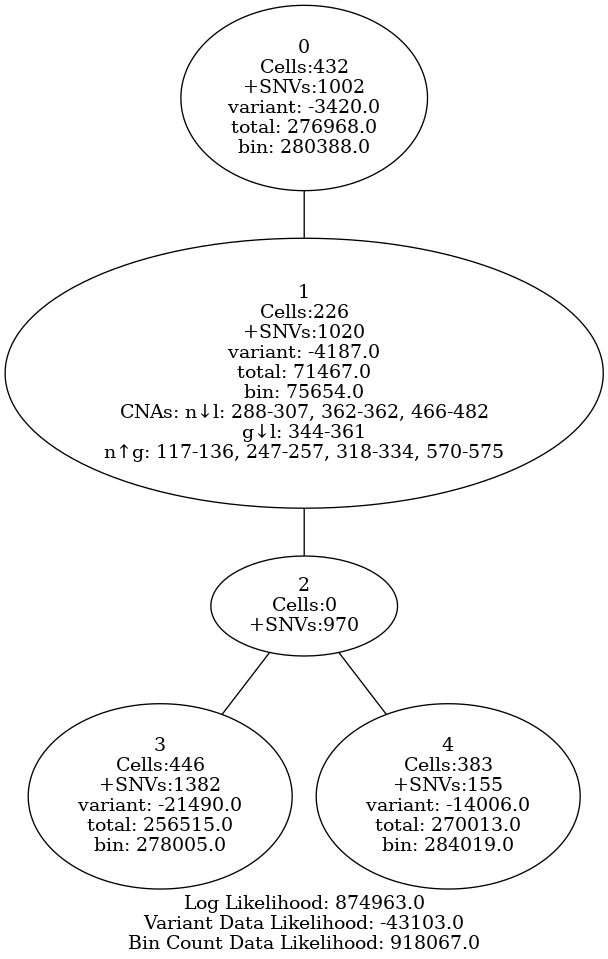 0
Cells:432
+SNVs:1002
variant: -3420.0
total: 276968.0
bin: 280388.0
1
Cells:226
+SNVs:1020
variant: -4187.0
total: 71467.0
bin: 75654.0
CNAs: n↓l: 288-307, 362-362, 466-482
g↓l: 344-361
n↑g: 117-136, 247-257, 318-334, 570-575
2
Cells:0
+SNVs:970
3
Cells:446
+SNVs:1382
variant: -21490.0
total: 256515.0
bin: 278005.0
4
Cells:383
+SNVs:155
variant: -14006.0
total: 270013.0
bin: 284019.0
Log Likelihood: 874963.0
Variant Data Likelihood: -43103.0
Bin Count Data Likelihood: 918067.0